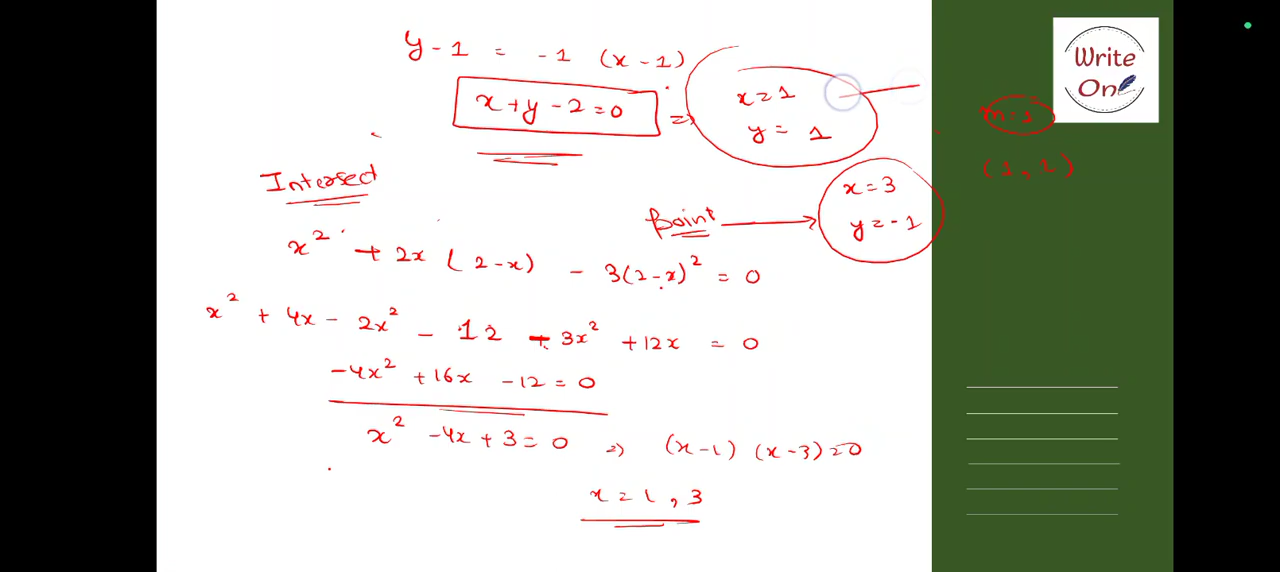 y - 1 = -1 (x - 1)
x + y - 2 = 0 ⇒ x = 1
y = 1
(1, 1)
Intersect
Point → x = 3
y = -1
x² + 2x (2 - x) - 3(2 - x)² = 0
x² + 4x - 2x² - 12 - 3x² + 12x = 0
-4x² + 16x - 12 = 0
x² - 4x + 3 = 0 ⇒ (x - 1) (x - 3) = 0
x = 1, 3
Write
On